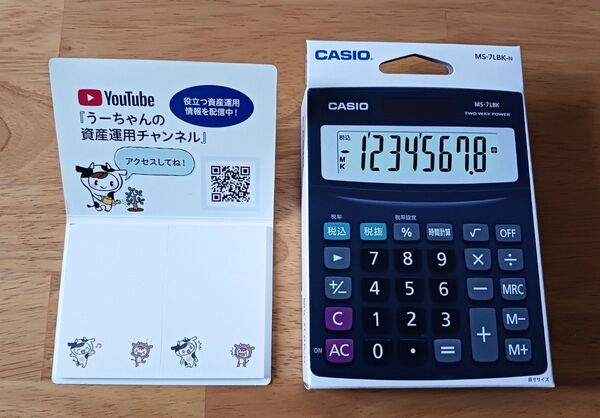 YouTube
役立つ資産運用
情報を配信中！
『うーちゃんの
資産運用チャンネル』
アクセスしてね！
CASIO
MS-7LBK-N
CASIO
MS-7LBK
TWO WAY POWER
税込
-12345'67.8
M
K
税率
税率設定
税込 税抜 % 時間計算 √ OFF
▶ 7 8 9 × ÷
+/- 4 5 6 − MRC
C 1 2 3 + M−
ON AC 0 · = M+
原寸サイズ